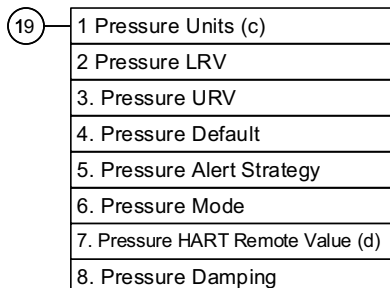 19
1 Pressure Units (c)
2 Pressure LRV
3. Pressure URV
4. Pressure Default
5. Pressure Alert Strategy
6. Pressure Mode
7. Pressure HART Remote Value (d)
8. Pressure Damping